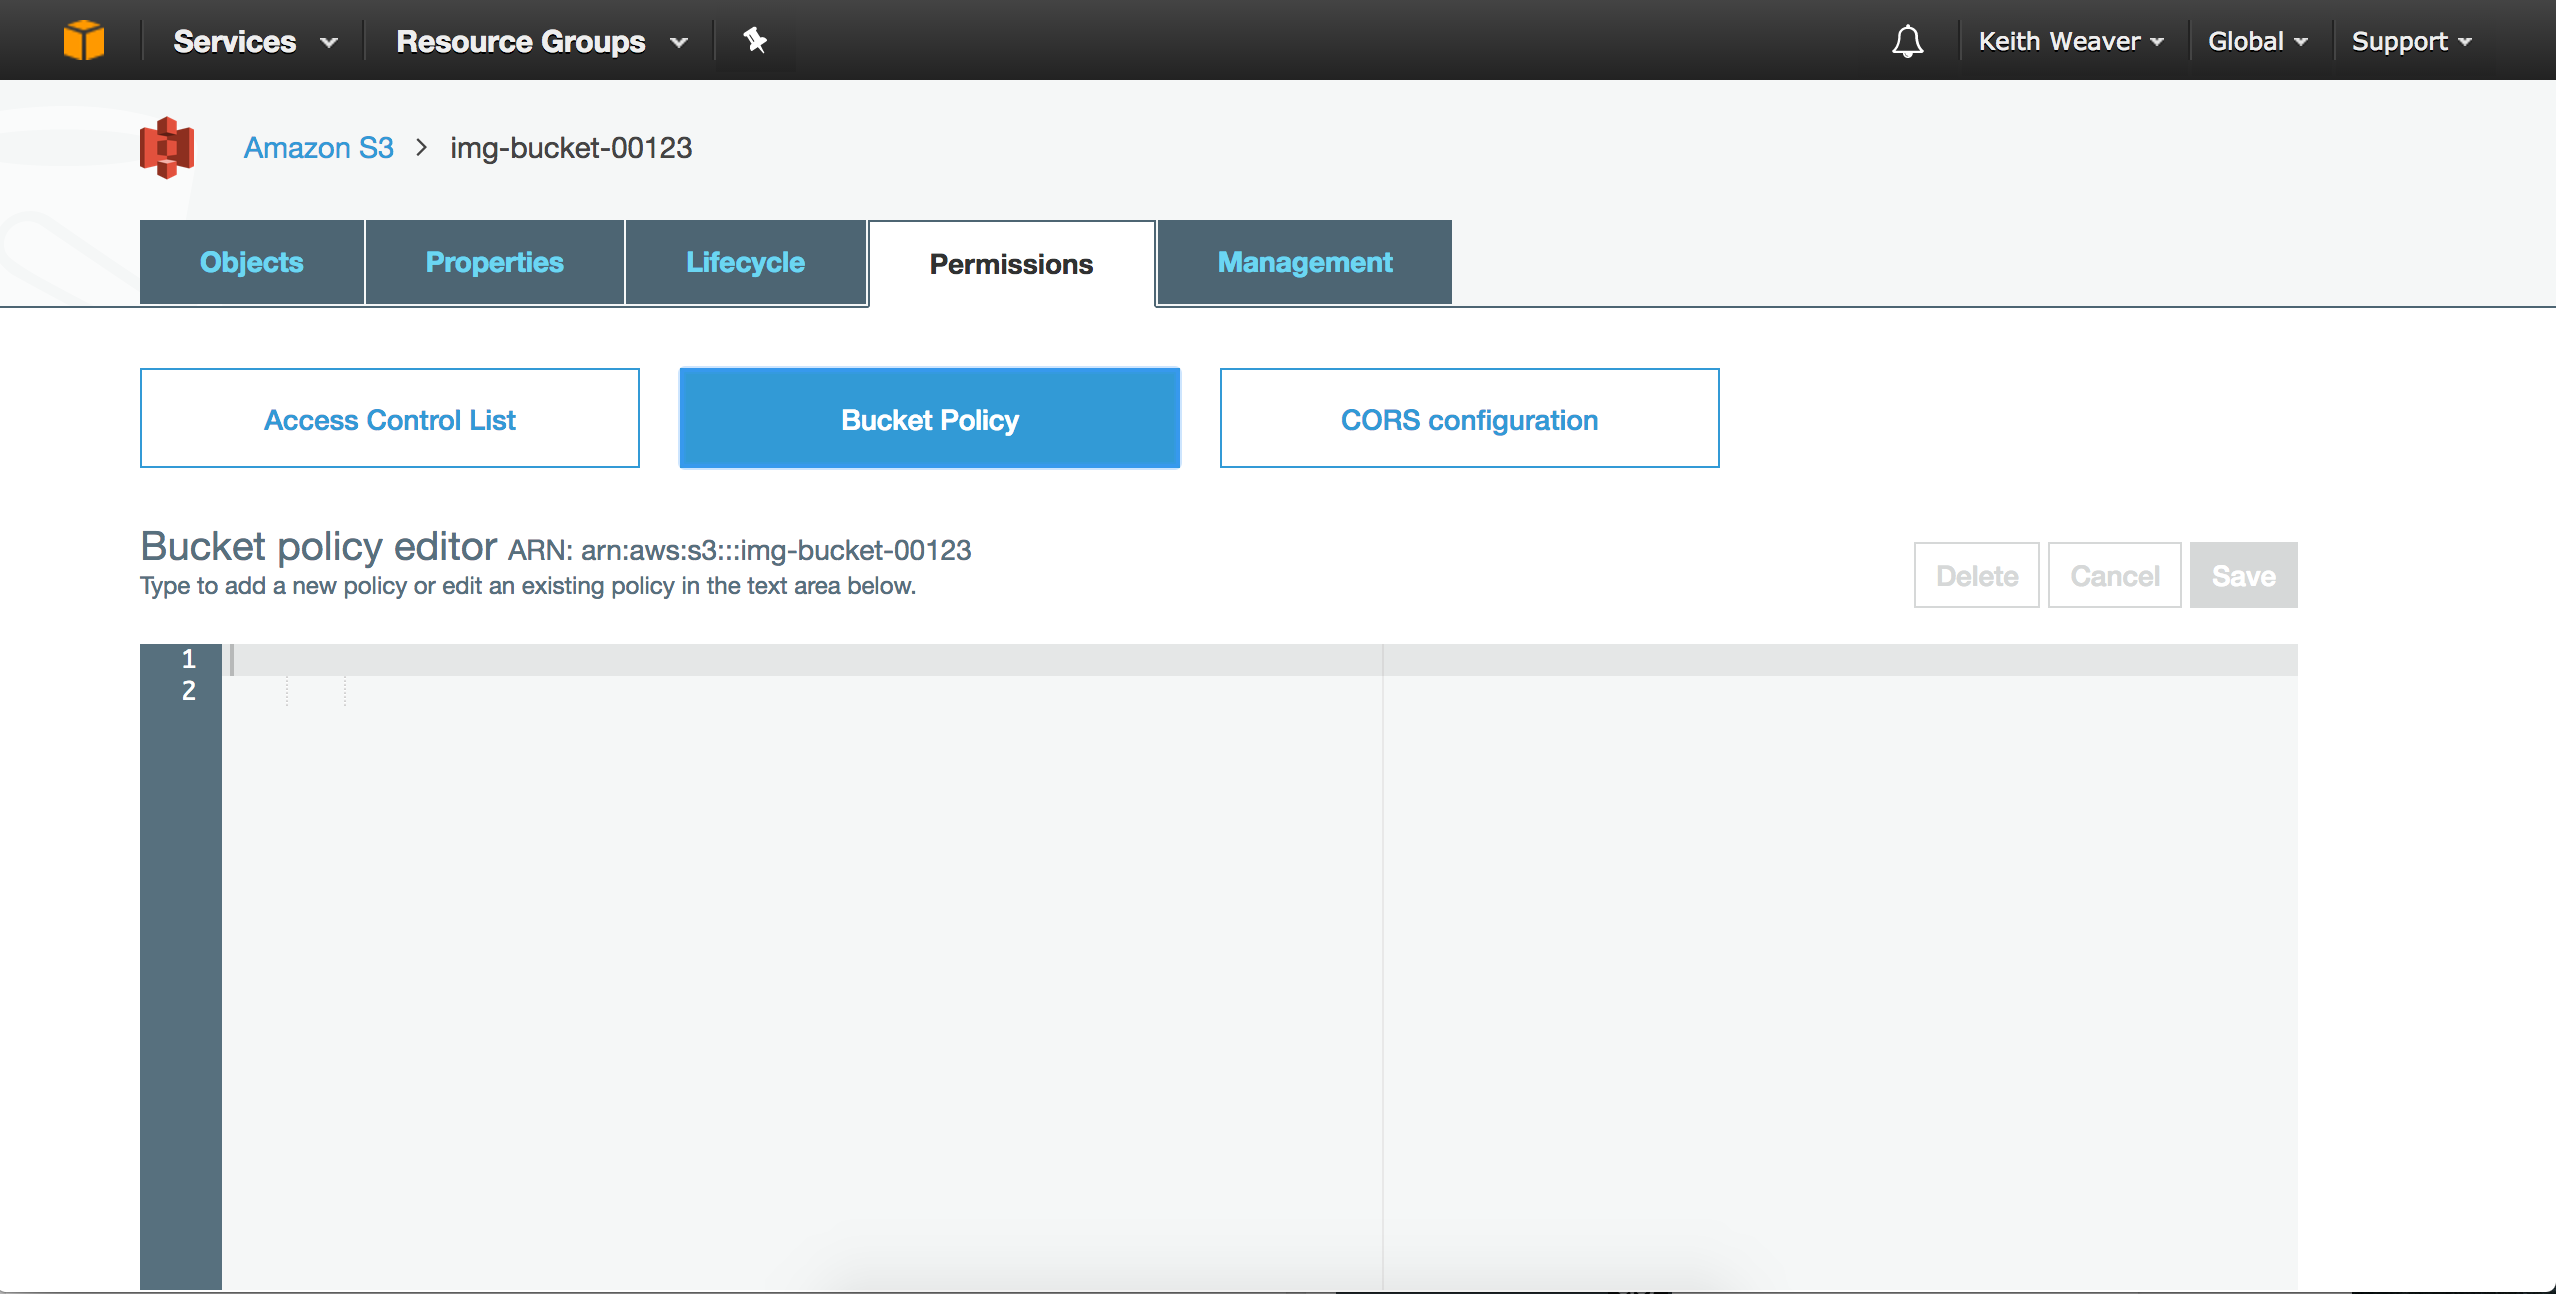 Services Resource Groups Keith Weaver Global Support
Amazon S3 > img-bucket-00123
Objects Properties Lifecycle Permissions Management
Access Control List Bucket Policy CORS configuration
Bucket policy editor ARN: arn:aws:s3:::img-bucket-00123
Type to add a new policy or edit an existing policy in the text area below.
Delete Cancel Save
1
2